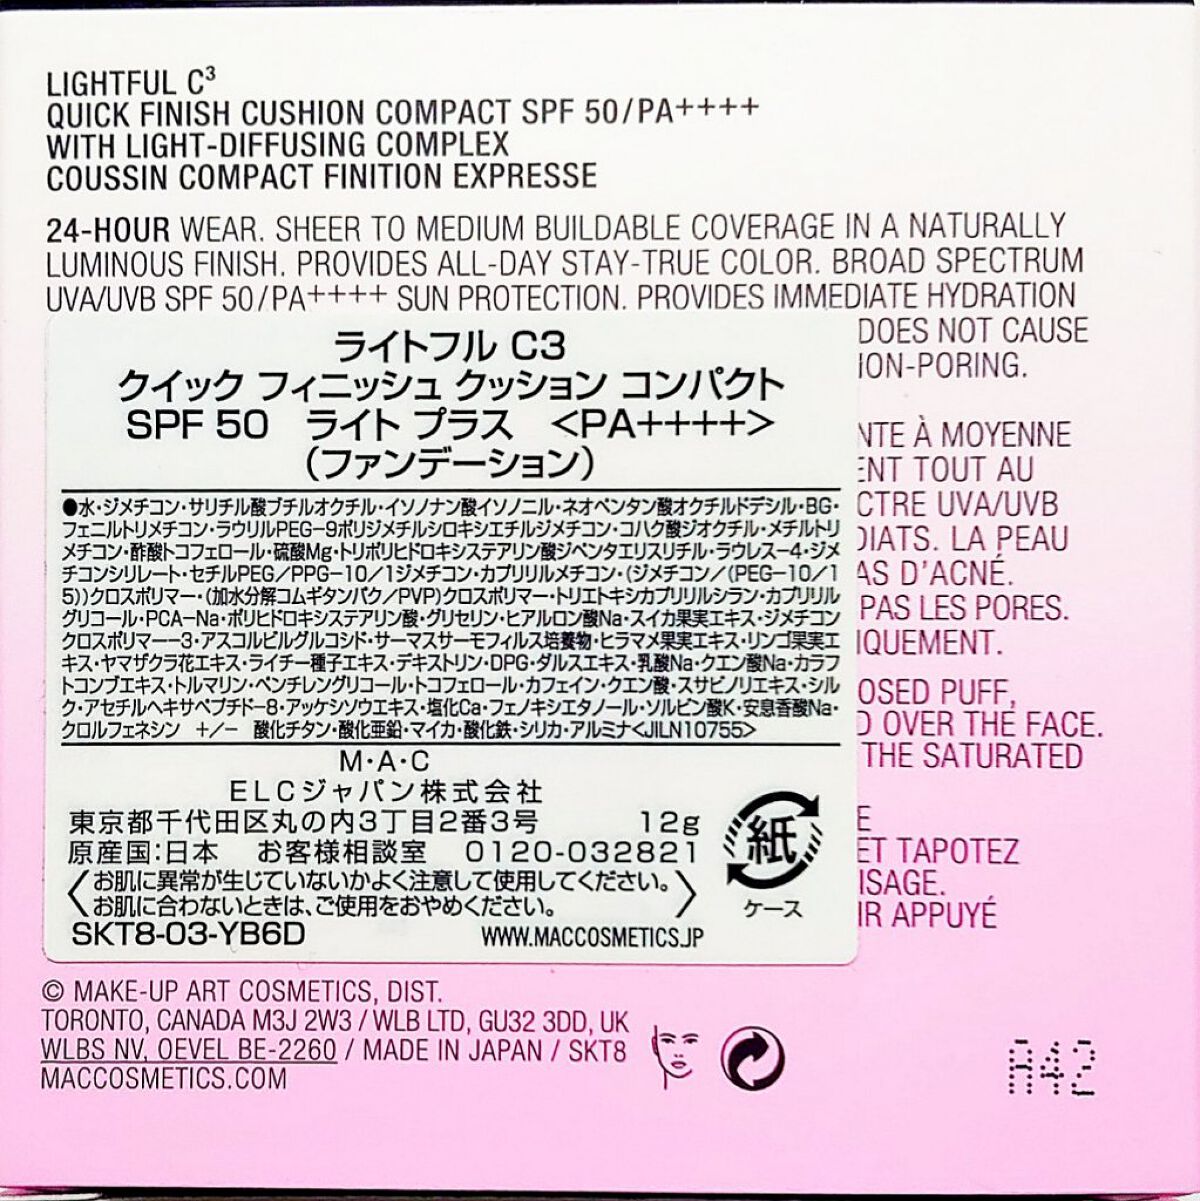 LIGHTFUL C³
QUICK FINISH CUSHION COMPACT SPF 50/PA++++
WITH LIGHT-DIFFUSING COMPLEX
COUSSIN COMPACT FINITION EXPRESSE
24-HOUR WEAR. SHEER TO MEDIUM BUILDABLE COVERAGE IN A NATURALLY
LUMINOUS FINISH. PROVIDES ALL-DAY STAY-TRUE COLOR. BROAD SPECTRUM
UVA/UVB SPF 50/PA++++ SUN PROTECTION. PROVIDES IMMEDIATE HYDRATION
DOES NOT CAUSE
ION-PORING.
NTE À MOYENNE
ENT TOUT AU
CTRE UVA/UVB
DIATS. LA PEAU
AS D'ACNÉ.
PAS LES PORES.
IQUEMENT.
OSED PUFF,
D OVER THE FACE.
THE SATURATED
E
ET TAPOTEZ
ISAGE.
IR APPUYÉ
ライトフル C3
クイック フィニッシュ クッション コンパクト
SPF 50 ライト プラス <PA++++>
(ファンデーション)
●水・ジメチコン・サリチル酸ブチルオクチル・イソノナン酸イソノニル・ネオペンタン酸オクチルドデシル・BG・
フェニルトリメチコン・ラウリルPEG-9ポリジメチルシロキシエチルジメチコン・コハク酸ジオクチル・メチルトリ
メチコン・酢酸トコフェロール・硫酸Mg・トリポリヒドロキシステアリン酸ジペンタエリスリチル・ラウレス-4・ジメ
チコンシリレート・セチルPEG/PPG-10/1ジメチコン・カプリリルメチコン・(ジメチコン/(PEG-10/1
5))クロスポリマー・(加水分解コムギタンパク/PVP)クロスポリマー・トリエトキシカプリリルシラン・カプリリル
グリコール・PCA-Na・ポリヒドロキシステアリン酸・グリセリン・ヒアルロン酸Na・スイカ果実エキス・ジメチコン
クロスポリマー-3・アスコルビルグルコシド・サーマスサーモフィルス培養物・ヒラマメ果実エキス・リンゴ果実エ
キス・ヤマザクラ花エキス・ライチー種子エキス・デキストリン・DPG・ダルスエキス・乳酸Na・クエン酸Na・カラフ
トコンブエキス・トルマリン・ペンチレングリコール・トコフェロール・カフェイン・クエン酸・スサビノリエキス・シル
ク・アセチルヘキサペプチド-8・アッケシソウエキス・塩化Ca・フェノキシエタノール・ソルビン酸K・安息香酸Na・
クロルフェネシン +/- 酸化チタン・酸化亜鉛・マイカ・酸化鉄・シリカ・アルミナ<JILN10755>
M・A・C
ELCジャパン株式会社
東京都千代田区丸の内3丁目2番3号 12g
原産国:日本 お客様相談室 0120-032821
お肌に異常が生じていないかよく注意して使用してください。
お肌に合わないときは、ご使用をおやめください。
SKT8-03-YB6D WWW.MACCOSMETICS.JP
紙
ケース
© MAKE-UP ART COSMETICS, DIST.
TORONTO, CANADA M3J 2W3 / WLB LTD, GU32 3DD, UK
WLBS NV, OEVEL BE-2260 / MADE IN JAPAN / SKT8
MACCOSMETICS.COM
A42